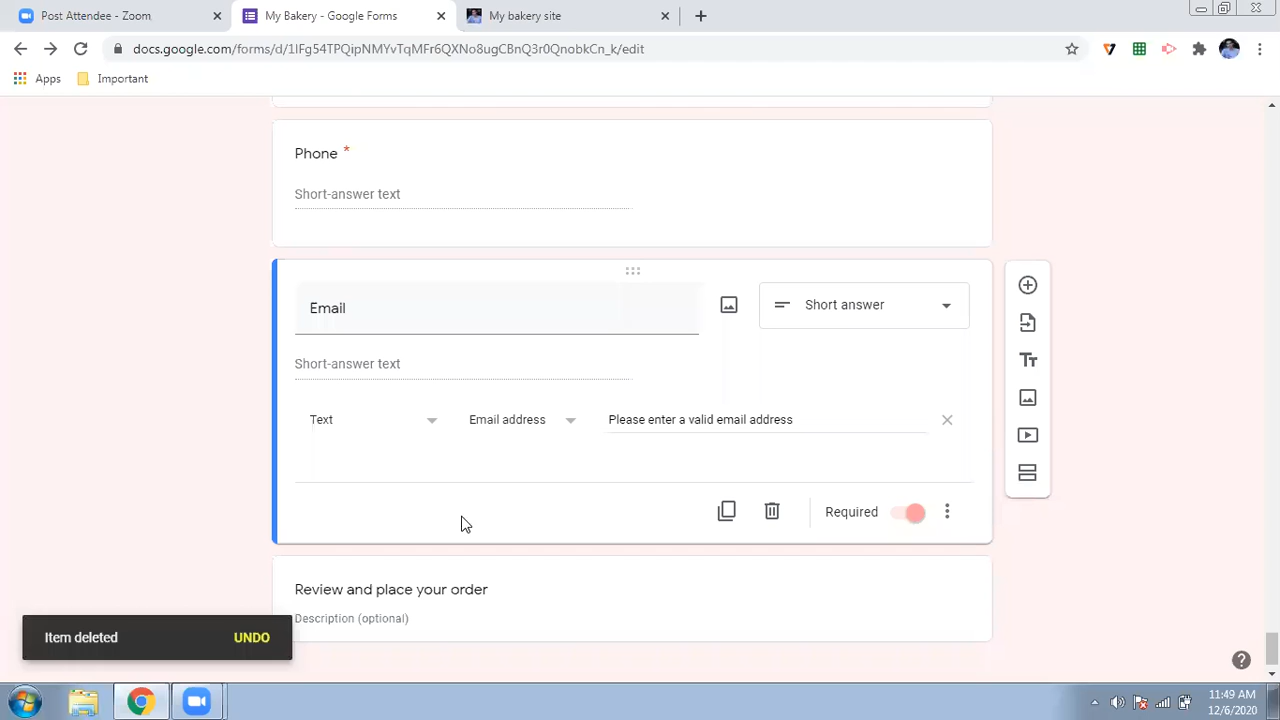 Post Attendee - Zoom
My Bakery - Google Forms
My bakery site
docs.google.com/forms/d/1lFg54TPQipNMYvTqMFr6QXNo8ugCBnQ3r0QnobkCn_k/edit
Apps
Important
Phone *
Short-answer text
Email
Short answer
Short-answer text
Text
Email address
Please enter a valid email address
Required
Review and place your order
Description (optional)
Item deleted
UNDO
11:49 AM
12/6/2020